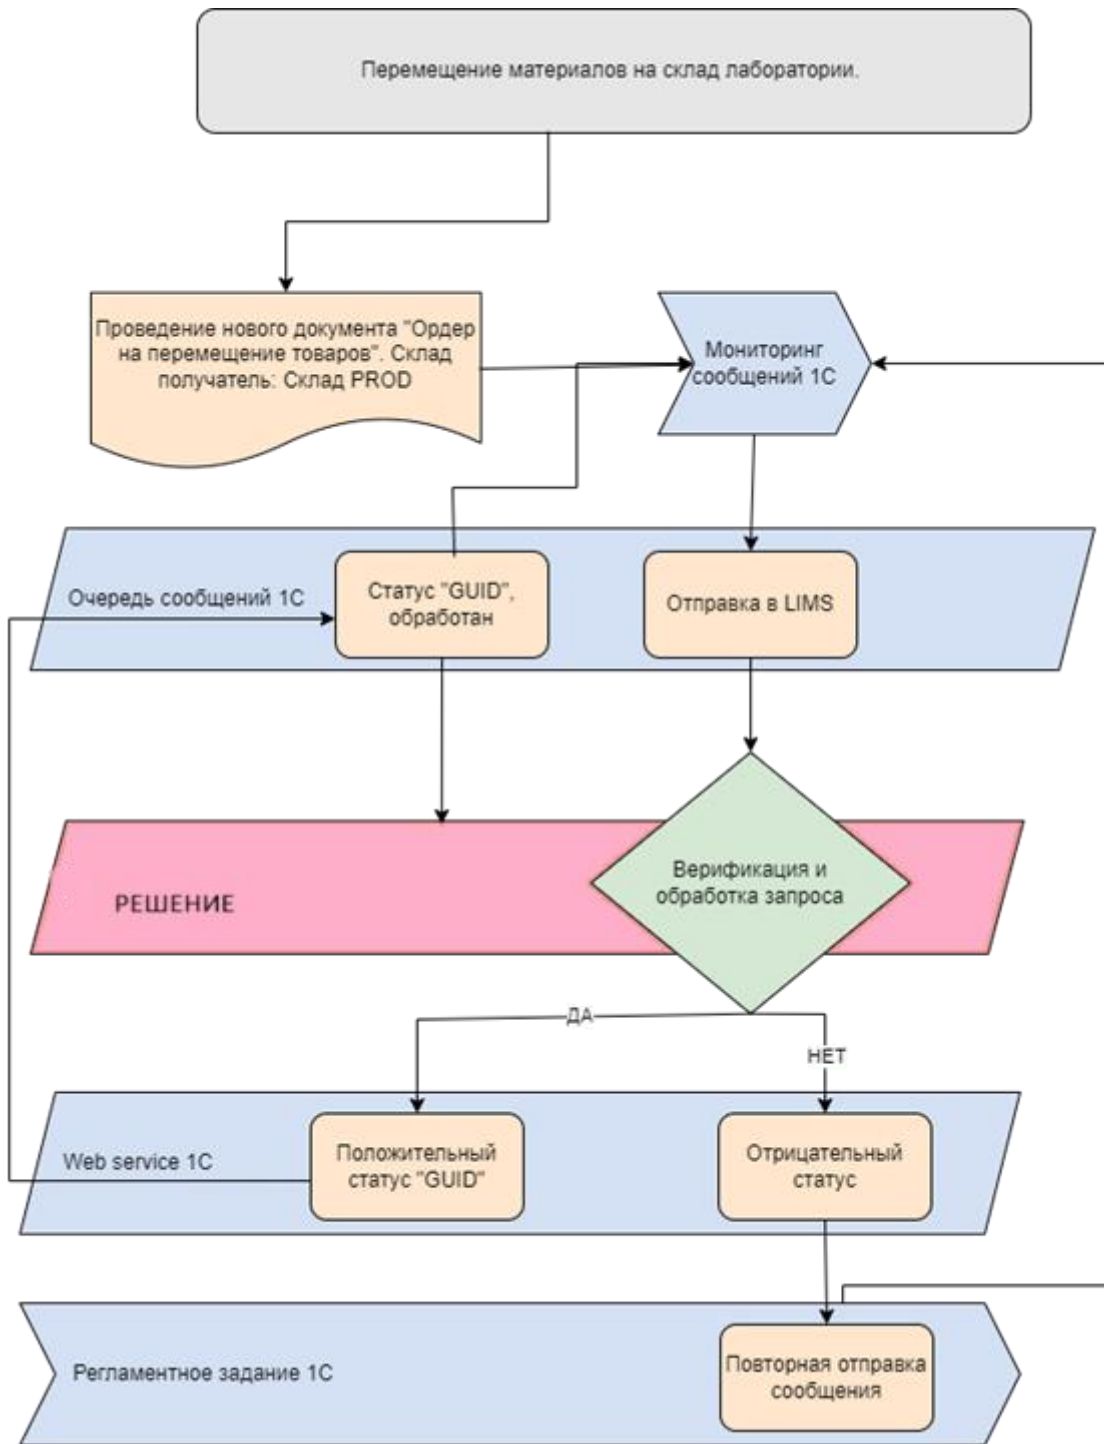 Перемещение материалов на склад лаборатории.
Проведение нового документа "Ордер
на перемещение товаров". Склад
получатель: Склад PROD
Мониторинг
сообщений 1С
Очередь сообщений 1С
Статус "GUID",
обработан
Отправка в LIMS
РЕШЕНИЕ
Верификация и
обработка запроса
ДА
НЕТ
Web service 1С
Положительный
статус "GUID"
Отрицательный
статус
Регламентное задание 1С
Повторная отправка
сообщения